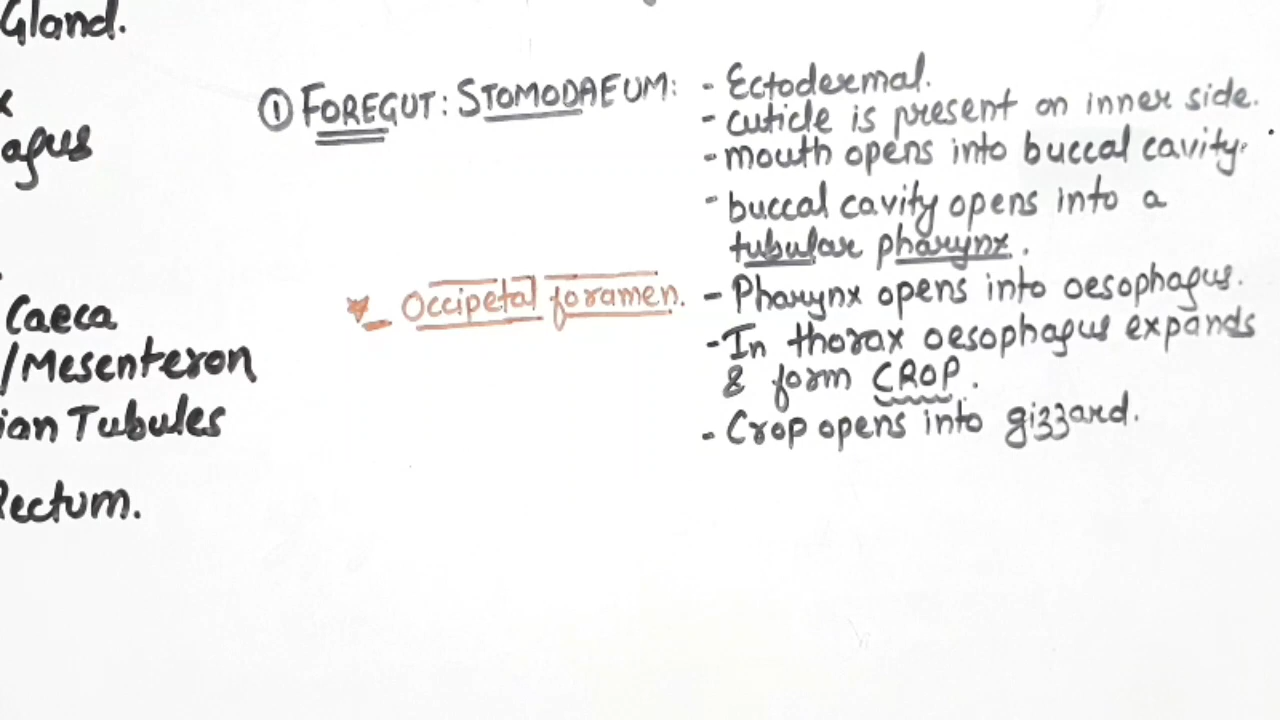 Gland.
① FOREGUT: STOMODAEUM:
- Ectodermal.
- cuticle is present on inner side.
- mouth opens into buccal cavity.
- buccal cavity opens into a
tubular pharynx.
Occipetal foramen.
- Pharynx opens into oesophagus.
- In thorax oesophagus expands
& form CROP.
- Crop opens into gizzard.
x
agus
Caeca
/Mesenteron
ian Tubules
Rectum.